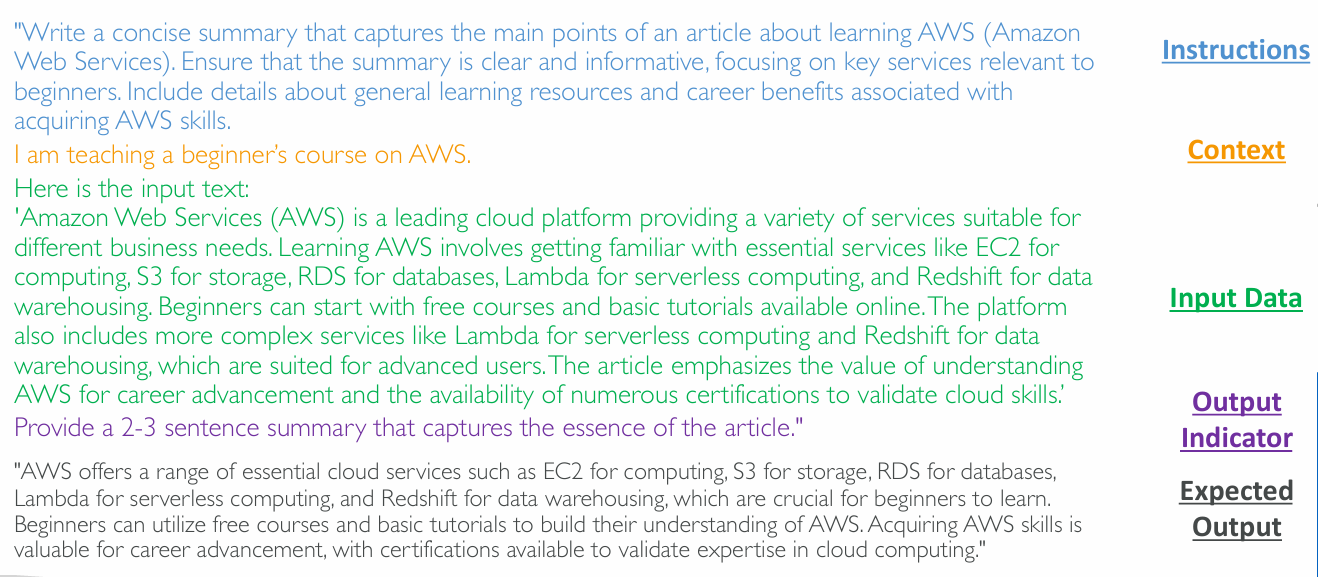 "Write a concise summary that captures the main points of an article about learning AWS (Amazon
Web Services). Ensure that the summary is clear and informative, focusing on key services relevant to
beginners. Include details about general learning resources and career benefits associated with
acquiring AWS skills.
Instructions
I am teaching a beginner's course on AWS.
Context
Here is the input text:
'Amazon Web Services (AWS) is a leading cloud platform providing a variety of services suitable for
different business needs. Learning AWS involves getting familiar with essential services like EC2 for
computing, S3 for storage, RDS for databases, Lambda for serverless computing, and Redshift for data
warehousing. Beginners can start with free courses and basic tutorials available online. The platform
also includes more complex services like Lambda for serverless computing and Redshift for data
warehousing, which are suited for advanced users. The article emphasizes the value of understanding
AWS for career advancement and the availability of numerous certifications to validate cloud skills.'
Input Data
Provide a 2-3 sentence summary that captures the essence of the article."
Output
Indicator
"AWS offers a range of essential cloud services such as EC2 for computing, S3 for storage, RDS for databases,
Lambda for serverless computing, and Redshift for data warehousing, which are crucial for beginners to learn.
Beginners can utilize free courses and basic tutorials to build their understanding of AWS. Acquiring AWS skills is
valuable for career advancement, with certifications available to validate expertise in cloud computing."
Expected
Output